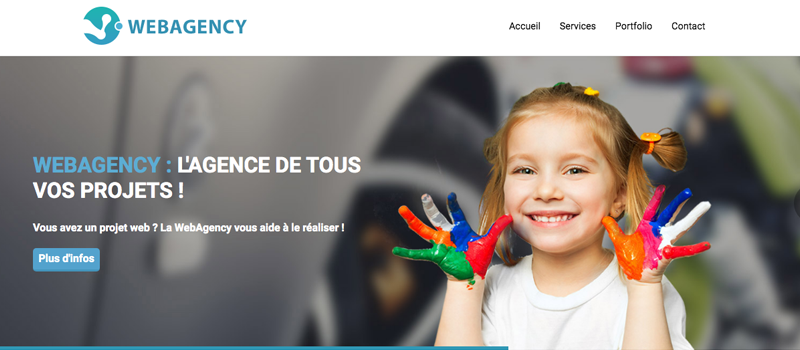 WEBAGENCY
Accueil
Services
Portfolio
Contact
WEBAGENCY : L'AGENCE DE TOUS
VOS PROJETS !
Vous avez un projet web ? La WebAgency vous aide à le réaliser !
Plus d'infos